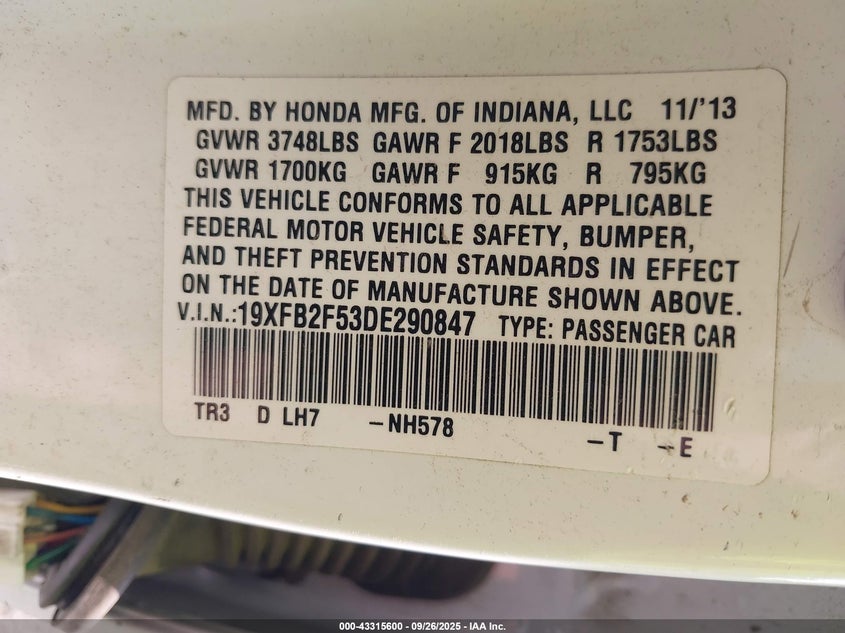 MFD. BY HONDA MFG. OF INDIANA, LLC 11/'13
GVWR 3748LBS GAWR F 2018LBS R 1753LBS
GVWR 1700KG GAWR F 915KG R 795KG
THIS VEHICLE CONFORMS TO ALL APPLICABLE
FEDERAL MOTOR VEHICLE SAFETY, BUMPER,
AND THEFT PREVENTION STANDARDS IN EFFECT
ON THE DATE OF MANUFACTURE SHOWN ABOVE.
V.I.N.:19XFB2F53DE290847 TYPE: PASSENGER CAR
TR3 D LH7 -NH578 -T -E
000-43315600 - 09/26/2025 - IAA Inc.